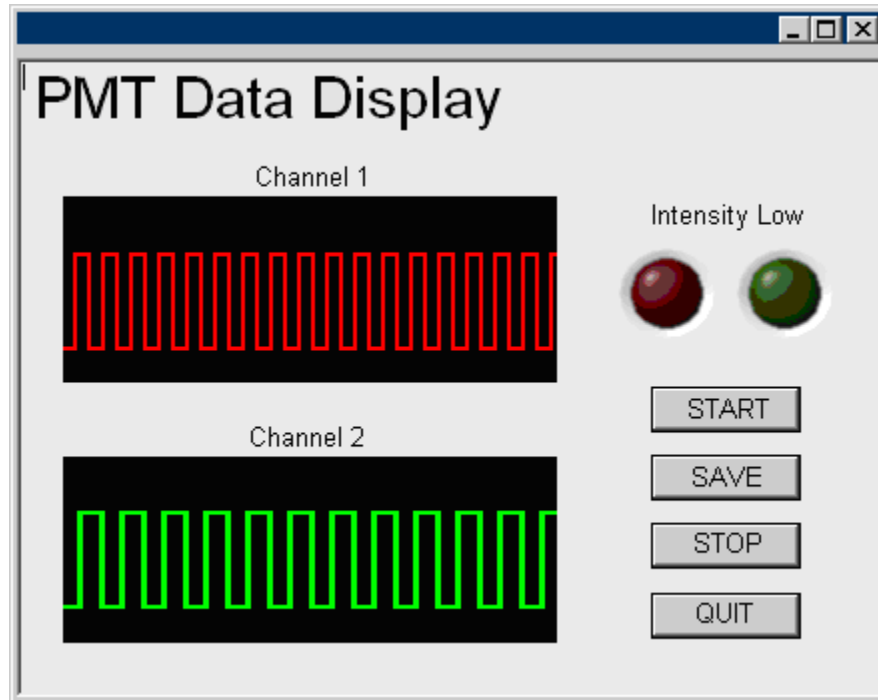 PMT Data Display
Channel 1
Intensity Low
START
Channel 2
SAVE
STOP
QUIT